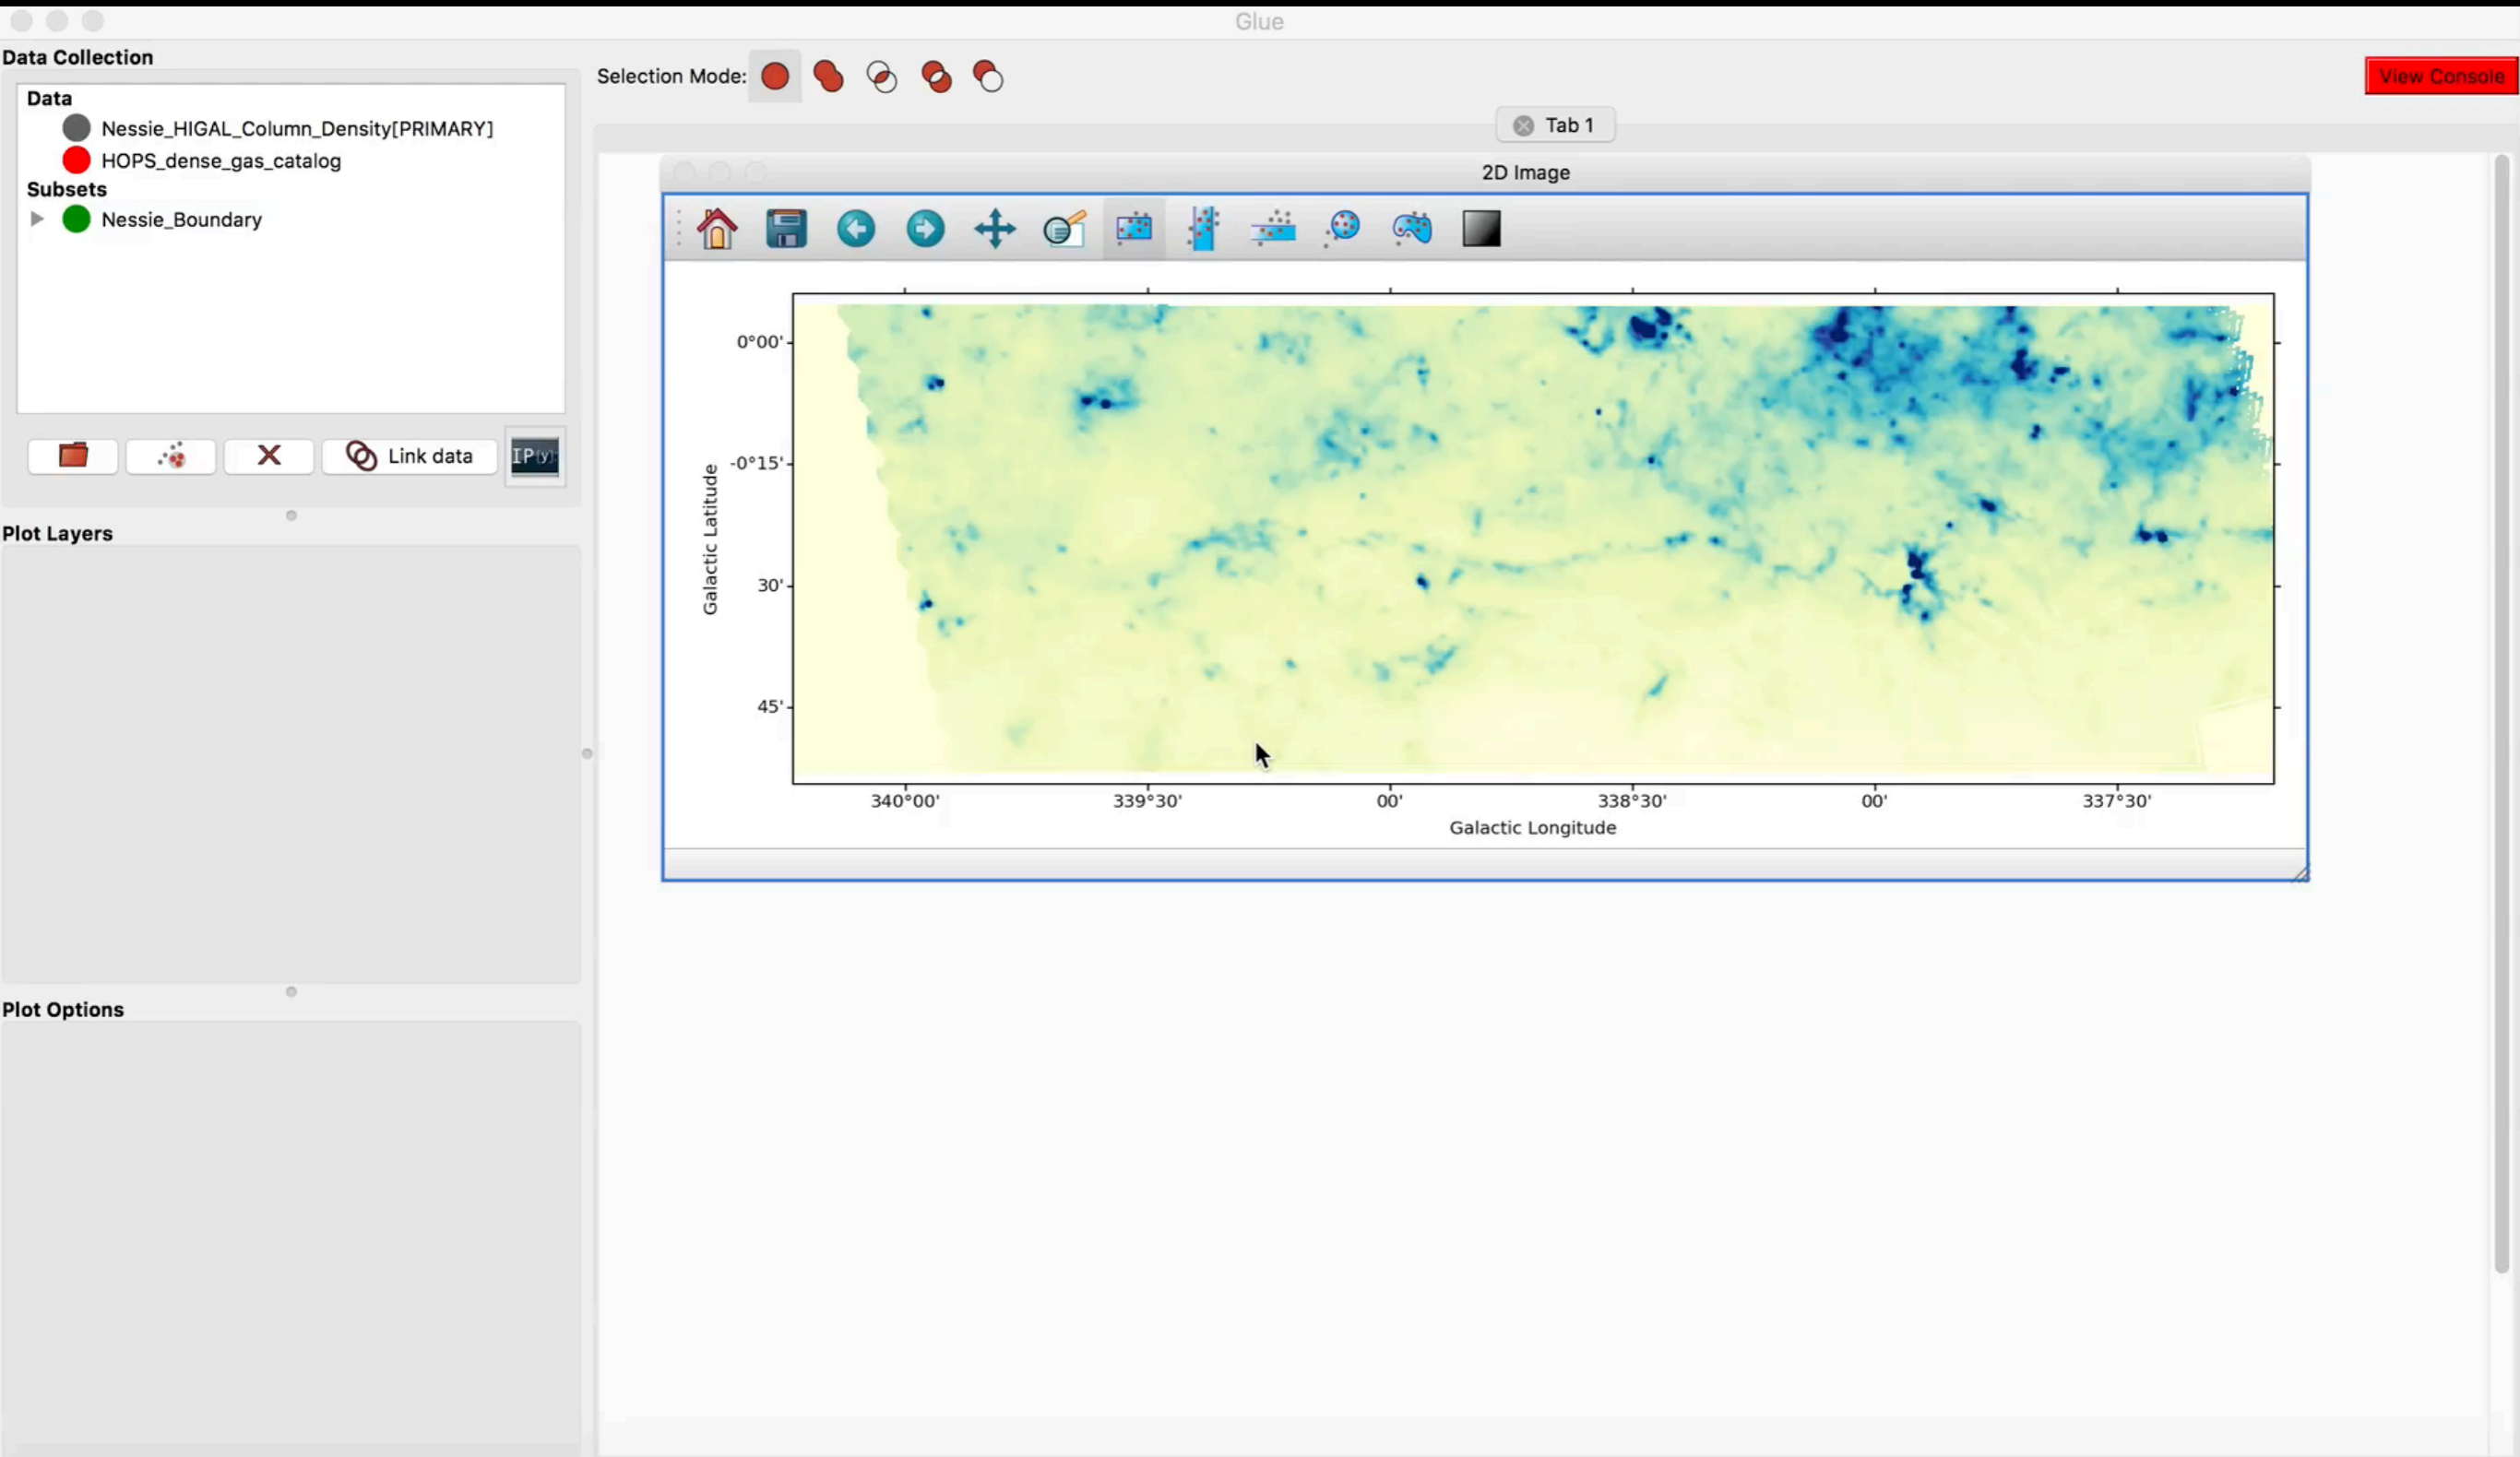 Glue
Data Collection
Data
Nessie_HIGAL_Column_Density[PRIMARY]
HOPS_dense_gas_catalog
Subsets
Nessie_Boundary
Link data
IP[y]:
Plot Layers
Plot Options
Selection Mode:
View Console
Tab 1
2D Image
Galactic Latitude
0°00'
-0°15'
30'
45'
340°00' 339°30' 00' 338°30' 00' 337°30'
Galactic Longitude